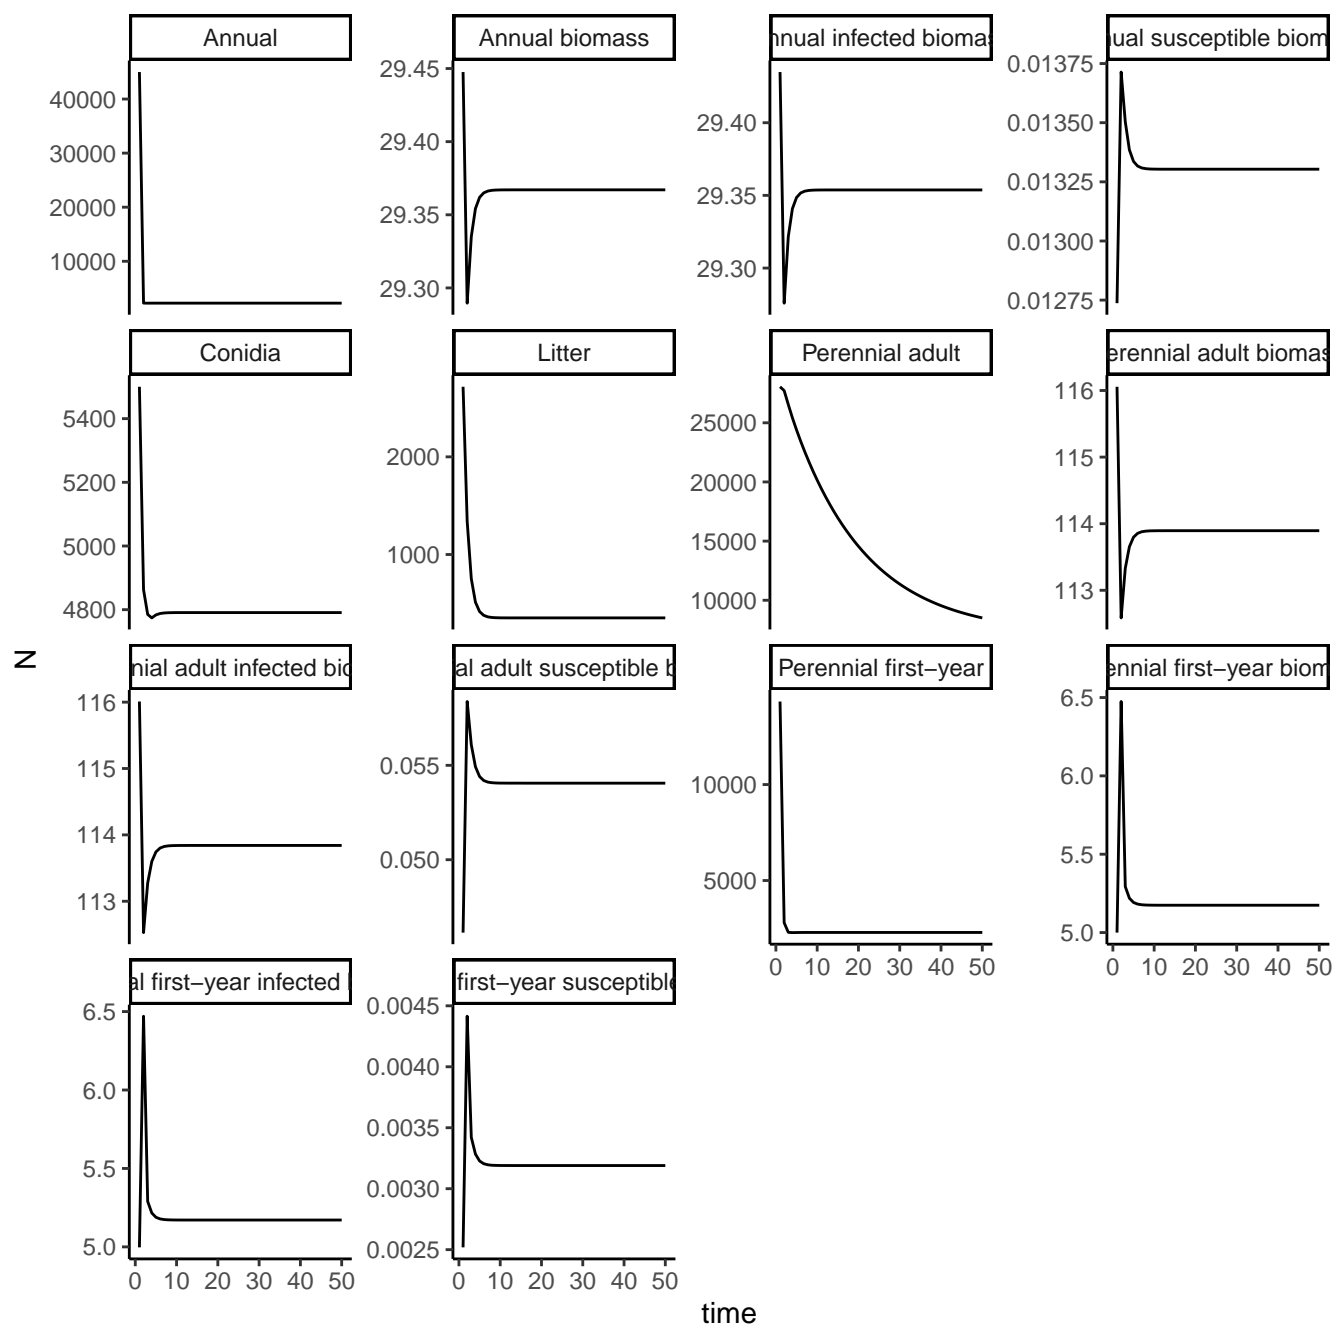 Annual
Annual biomass
nnual infected biomas
ual susceptible biom
40000
30000
20000
10000
29.45
29.40
29.35
29.30
29.40
29.35
29.30
0.01375
0.01350
0.01325
0.01300
0.01275
Conidia
Litter
Perennial adult
erennial adult biomas
5400
5200
5000
4800
2000
1000
25000
20000
15000
10000
116
115
114
113
N
nial adult infected bio
al adult susceptible b
Perennial first−year
ennial first−year biom
116
115
114
113
0.055
0.050
10000
5000
0 10 20 30 40 50
6.5
6.0
5.5
5.0
0 10 20 30 40 50
al first−year infected
first−year susceptible
6.5
6.0
5.5
5.0
0 10 20 30 40 50
0.0045
0.0040
0.0035
0.0030
0.0025
0 10 20 30 40 50
time